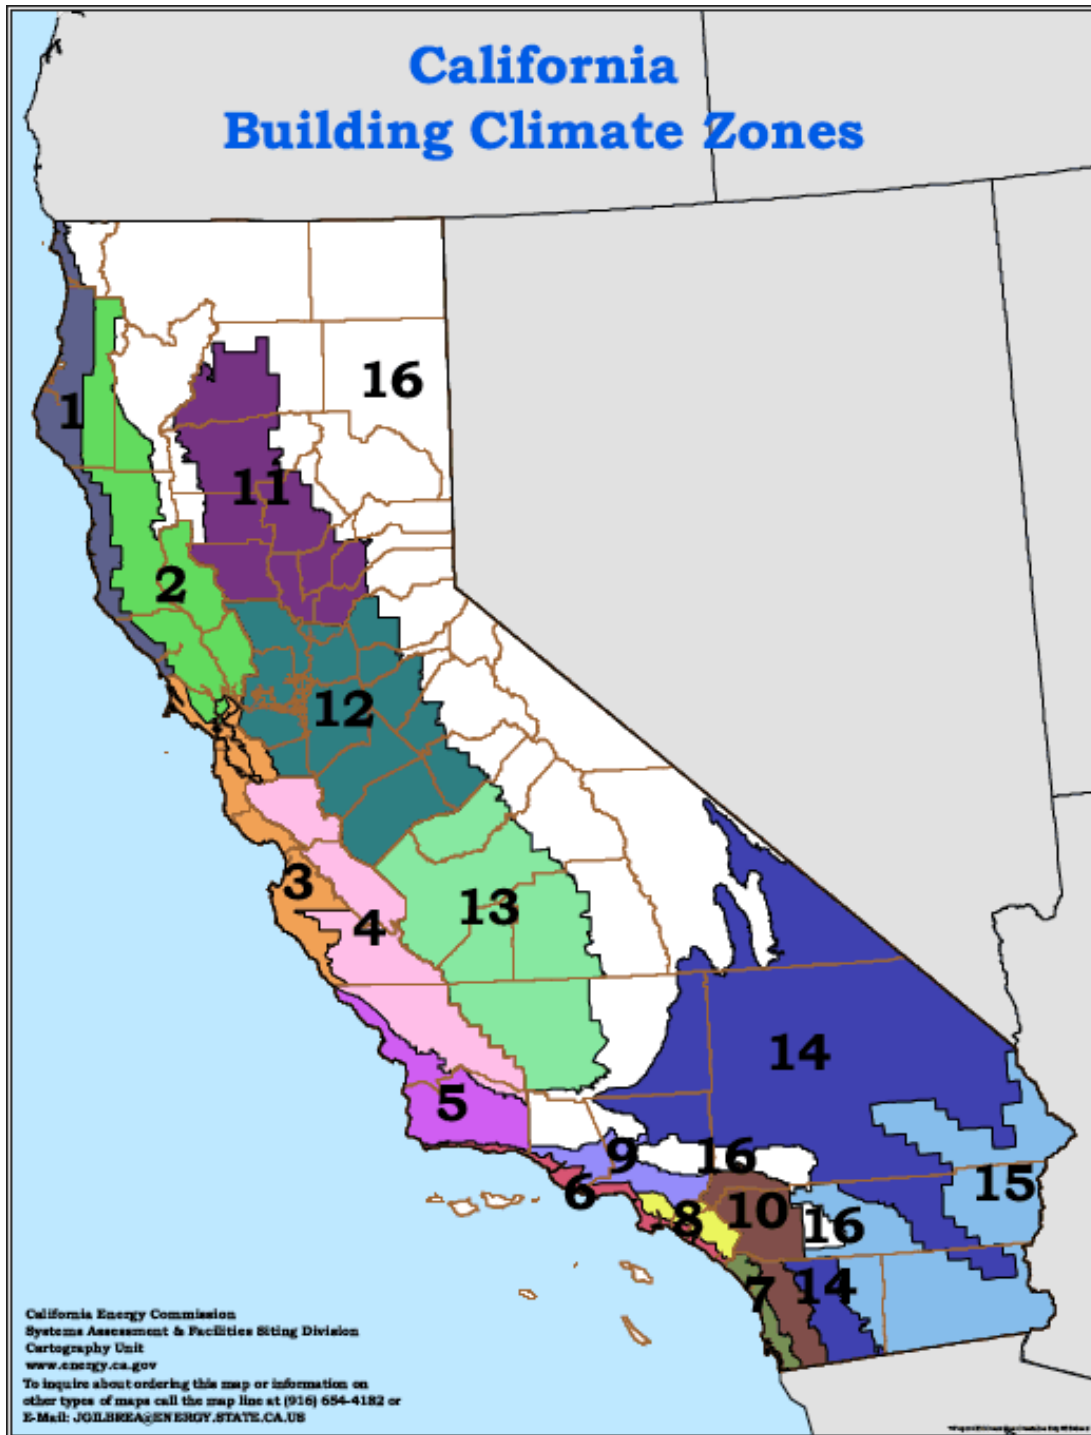 California
Building Climate Zones
16
1
11
2
12
3
13
4
14
5
9
16
6
15
8
10
16
7
14
California Energy Commission
Systems Assessment & Facilities Siting Division
Cartography Unit
www.energy.ca.gov
To inquire about ordering this map or information on
other types of maps call the map line at (916) 654-4182 or
E-Mail: JGILBREA@ENERGY.STATE.CA.US